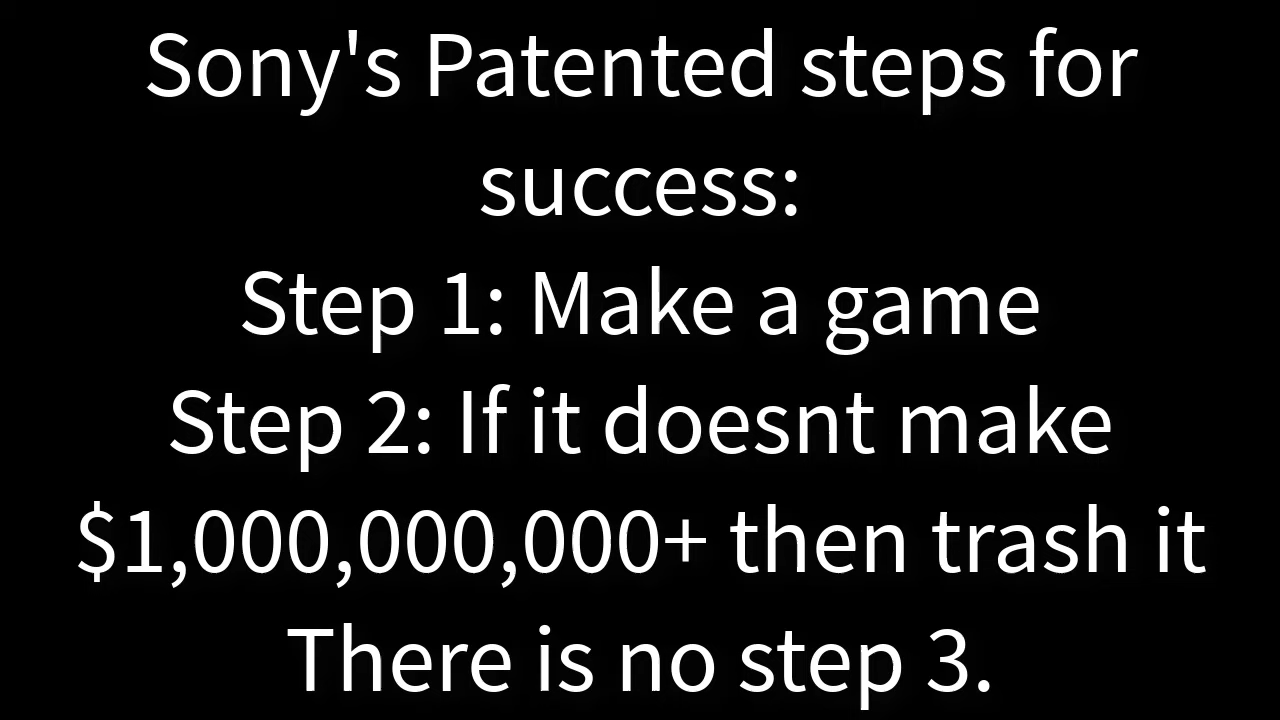 Sony's Patented steps for
success:
Step 1: Make a game
Step 2: If it doesnt make
$1,000,000,000+ then trash it
There is no step 3.